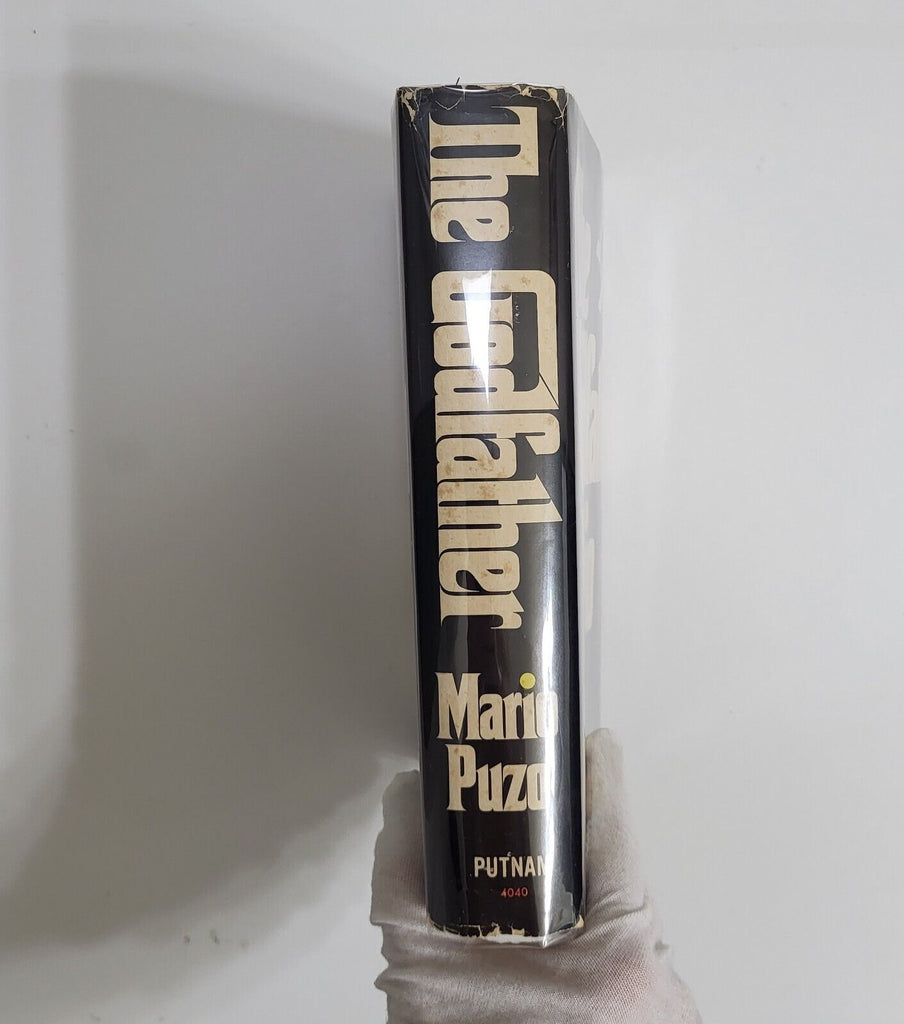 The Godfather
Mario
Puzo
PUTNAM
4040